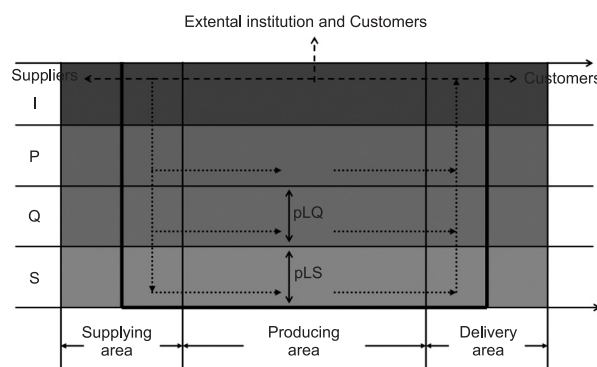 Extental institution and Customers
Suppliers
Customers
I
P
Q
pLQ
S
pLS
Supplying
area
Producing
area
Delivery
area